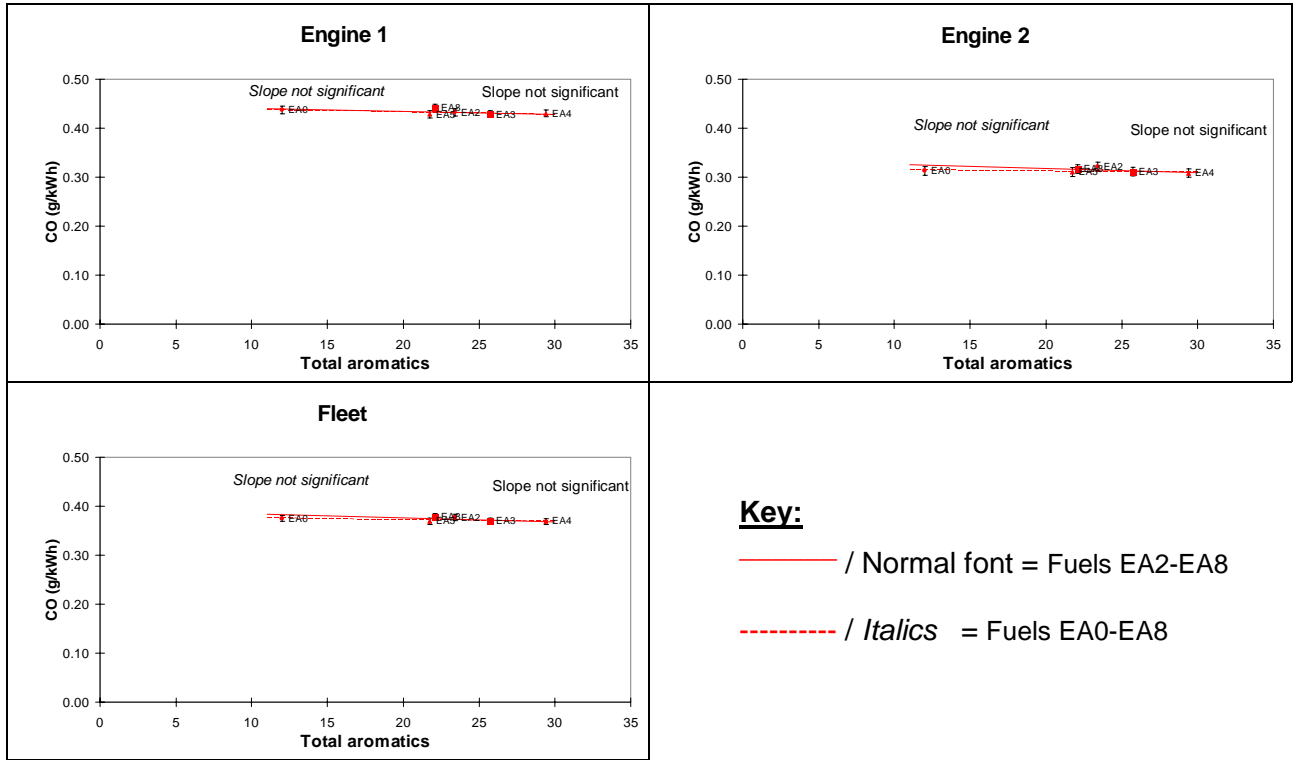 Engine 1
0.50
0.40
0.30
0.20
0.10
0.00
CO (g/kWh)
Slope not significant
Slope not significant
EA0
EA8
EA5
EA2
EA3
EA4
0 5 10 15 20 25 30 35
Total aromatics
Engine 2
0.50
0.40
0.30
0.20
0.10
0.00
CO (g/kWh)
Slope not significant
Slope not significant
EA0
EA8
EA5
EA2
EA3
EA4
0 5 10 15 20 25 30 35
Total aromatics
Fleet
0.50
0.40
0.30
0.20
0.10
0.00
CO (g/kWh)
Slope not significant
Slope not significant
EA0
EA8
EA5
EA2
EA3
EA4
0 5 10 15 20 25 30 35
Total aromatics
Key:
/ Normal font = Fuels EA2-EA8
/ Italics = Fuels EA0-EA8